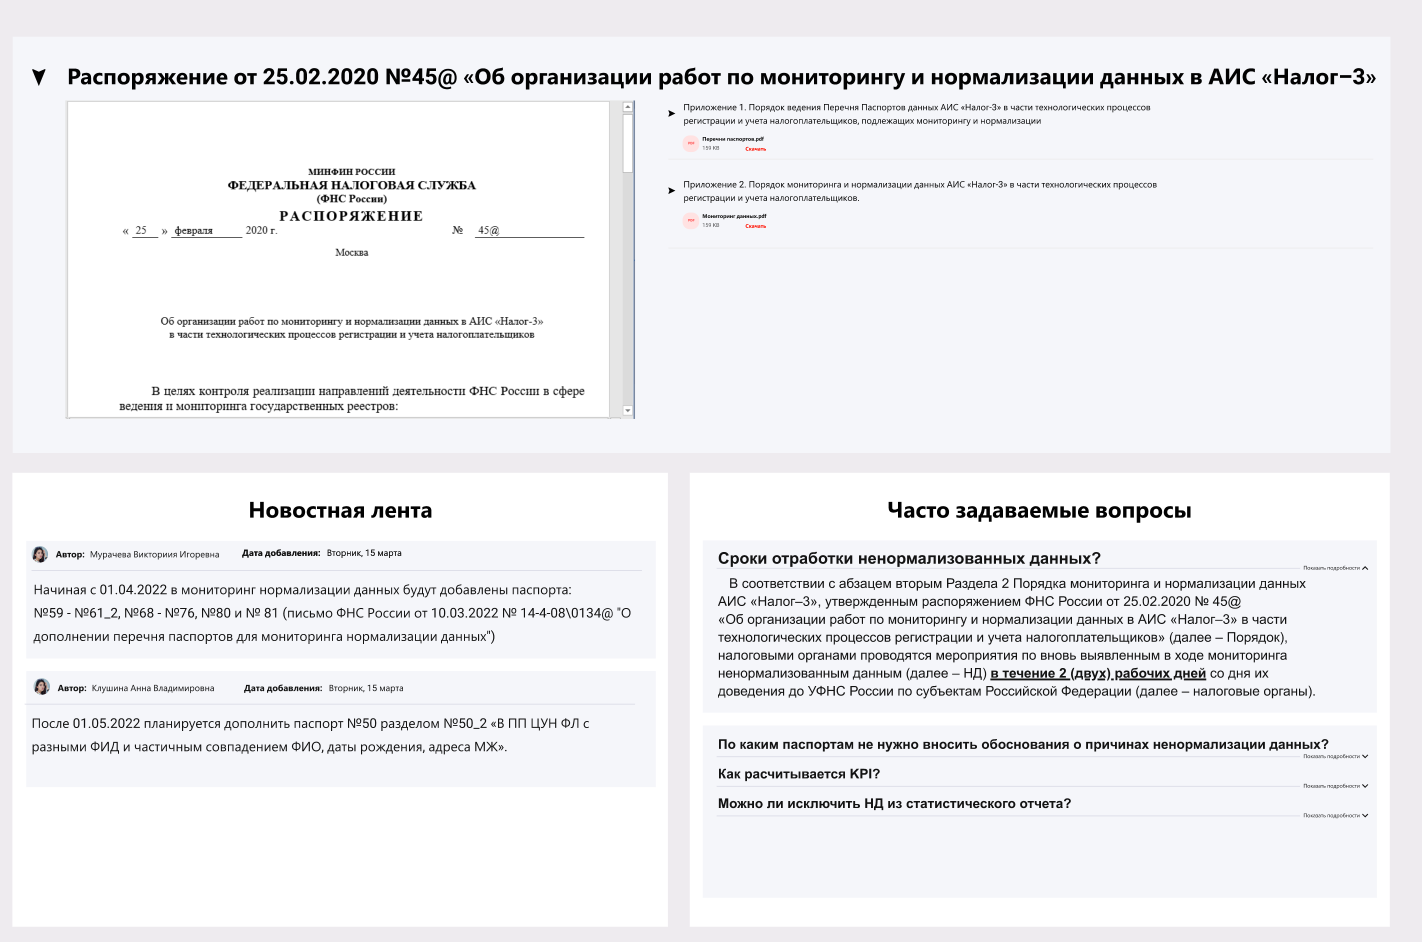 Распоряжение от 25.02.2020 №45@ «Об организации работ по мониторингу и нормализации данных в АИС «Налог–3»
МИНФИН РОССИИ
ФЕДЕРАЛЬНАЯ НАЛОГОВАЯ СЛУЖБА
(ФНС России)
РАСПОРЯЖЕНИЕ
« 25 » февраля 2020 г. № 45@
Москва
Об организации работ по мониторингу и нормализации данных в АИС «Налог-3»
в части технологических процессов регистрации и учета налогоплательщиков
В целях контроля реализации направлений деятельности ФНС России в сфере
ведения и мониторинга государственных реестров:
Приложение 1. Порядок ведения Перечня Паспортов данных АИС «Налог-3» в части технологических процессов
регистрации и учета налогоплательщиков, подлежащих мониторингу и нормализации
Перечни паспортов.pdf
159 KB Скачать
Приложение 2. Порядок мониторинга и нормализации данных АИС «Налог-3» в части технологических процессов
регистрации и учета налогоплательщиков.
Мониторинг данных.pdf
159 KB Скачать
Новостная лента
Автор: Мурачева Викториия Игоревна Дата добавления: Вторник, 15 марта
Начиная с 01.04.2022 в мониторинг нормализации данных будут добавлены паспорта:
№59 - №61_2, №68 - №76, №80 и № 81 (письмо ФНС России от 10.03.2022 № 14-4-08\0134@ "О
дополнении перечня паспортов для мониторинга нормализации данных")
Автор: Клушина Анна Владимировна Дата добавления: Вторник, 15 марта
После 01.05.2022 планируется дополнить паспорт №50 разделом №50_2 «В ПП ЦУН ФЛ с
разными ФИД и частичным совпадением ФИО, даты рождения, адреса МЖ».
Часто задаваемые вопросы
Сроки отработки ненормализованных данных?
Показать подробности
В соответствии с абзацем вторым Раздела 2 Порядка мониторинга и нормализации данных
АИС «Налог–3», утвержденным распоряжением ФНС России от 25.02.2020 № 45@
«Об организации работ по мониторингу и нормализации данных в АИС «Налог–3» в части
технологических процессов регистрации и учета налогоплательщиков» (далее – Порядок),
налоговыми органами проводятся мероприятия по вновь выявленным в ходе мониторинга
ненормализованным данным (далее – НД) в течение 2 (двух) рабочих дней со дня их
доведения до УФНС России по субъектам Российской Федерации (далее – налоговые органы).
По каким паспортам не нужно вносить обоснования о причинах ненормализации данных?
Показать подробности
Как расчитывается KPI?
Показать подробности
Можно ли исключить НД из статистического отчета?
Показать подробности